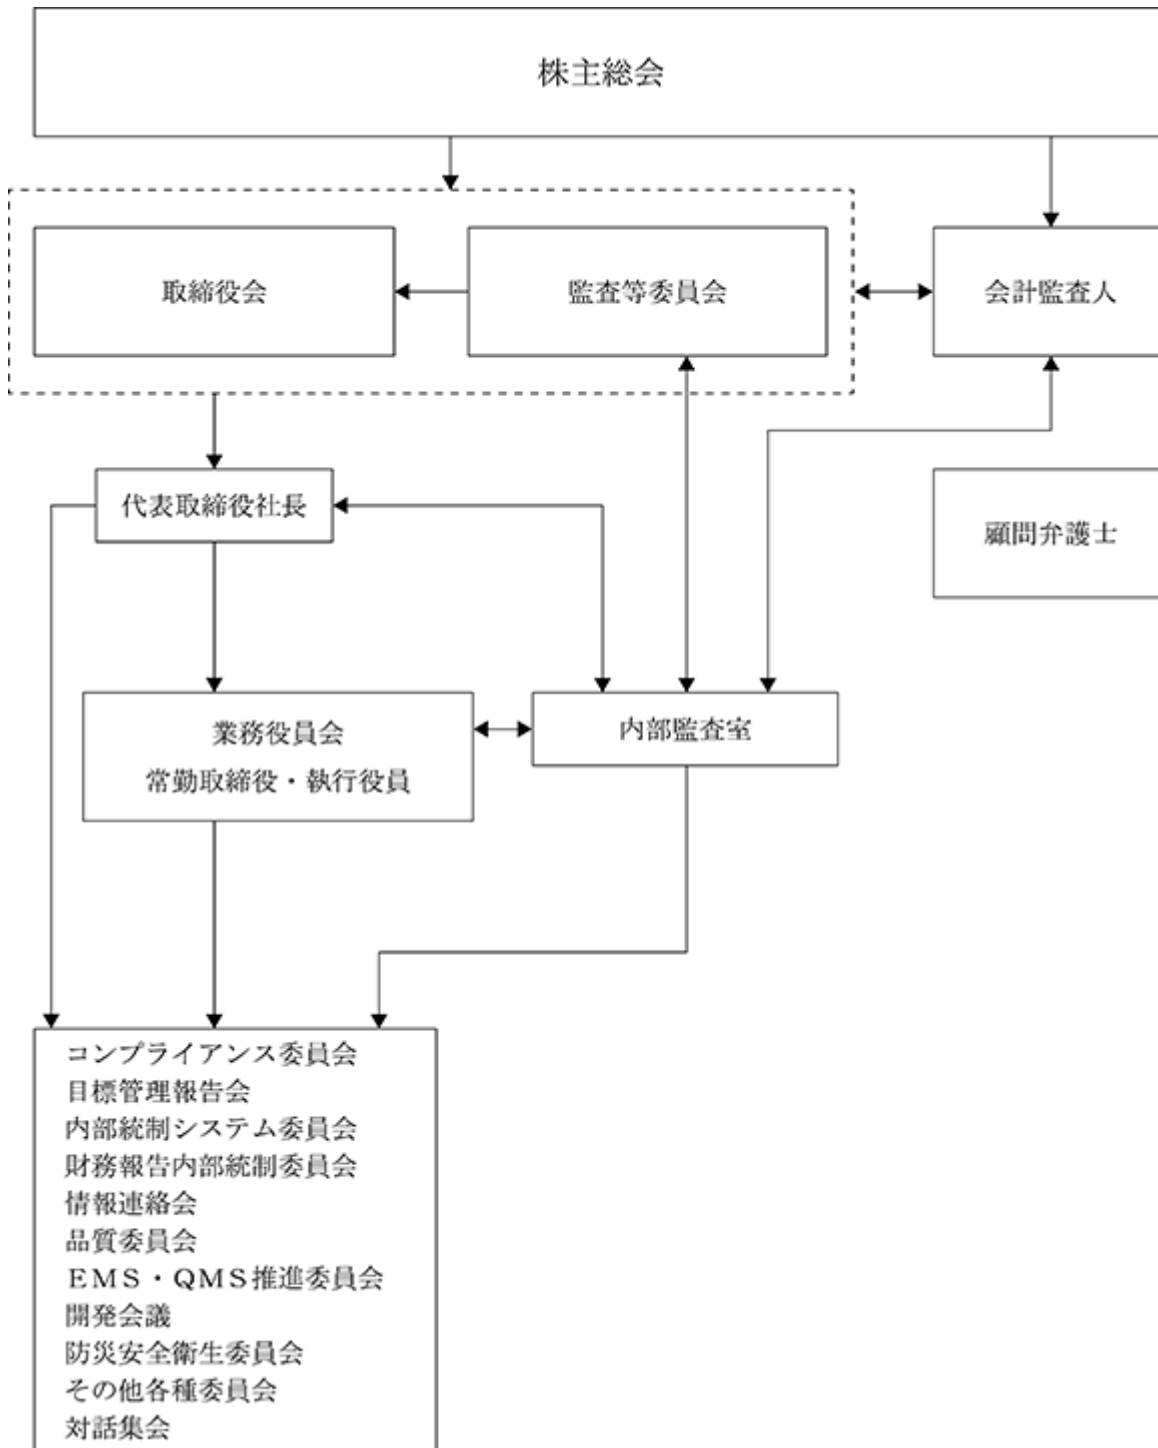 株主総会
取締役会
監査等委員会
会計監査人
代表取締役社長
顧問弁護士
業務役員会
常勤取締役・執行役員
内部監査室
コンプライアンス委員会
目標管理報告会
内部統制システム委員会
財務報告内部統制委員会
情報連絡会
品質委員会
ＥＭＳ・ＱＭＳ推進委員会
開発会議
防災安全衛生委員会
その他各種委員会
対話集会